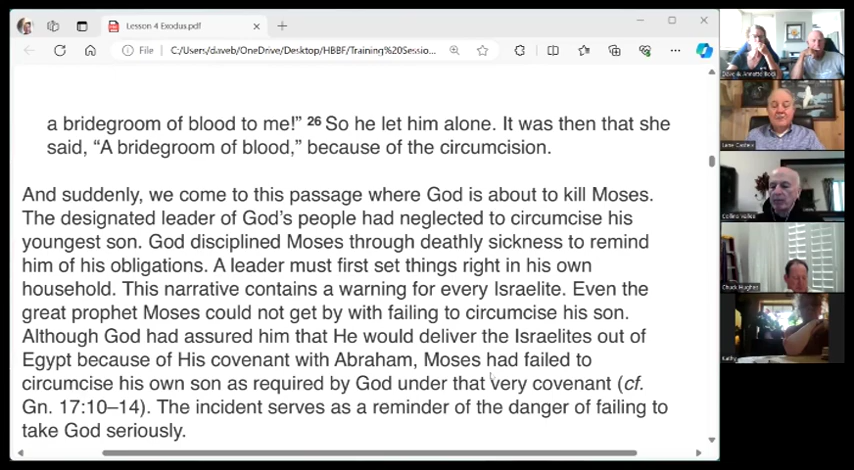 Lesson 4 Exodus.pdf
File
C:/Users/daveb/OneDrive/Desktop/HBBF/Training%20Sessio...
a bridegroom of blood to me!” 26 So he let him alone. It was then that she
said, “A bridegroom of blood,” because of the circumcision.
And suddenly, we come to this passage where God is about to kill Moses.
The designated leader of God’s people had neglected to circumcise his
youngest son. God disciplined Moses through deathly sickness to remind
him of his obligations. A leader must first set things right in his own
household. This narrative contains a warning for every Israelite. Even the
great prophet Moses could not get by with failing to circumcise his son.
Although God had assured him that He would deliver the Israelites out of
Egypt because of His covenant with Abraham, Moses had failed to
circumcise his own son as required by God under that very covenant (cf.
Gn. 17:10–14). The incident serves as a reminder of the danger of failing to
take God seriously.
Dave & Annette
Chuck Hughes
Kathy